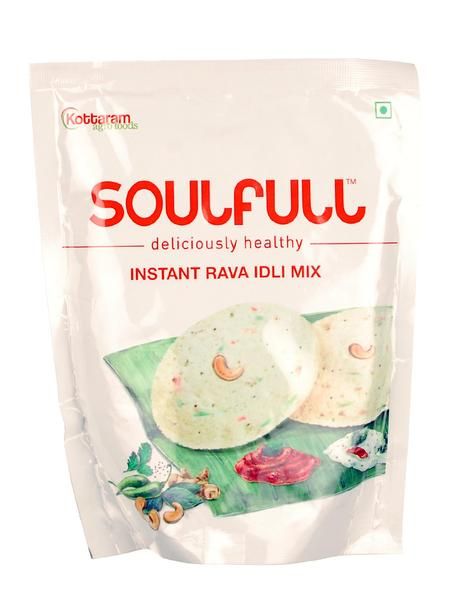 Kottaram
agro foods
SOULFULL™
deliciously healthy
INSTANT RAVA IDLI MIX